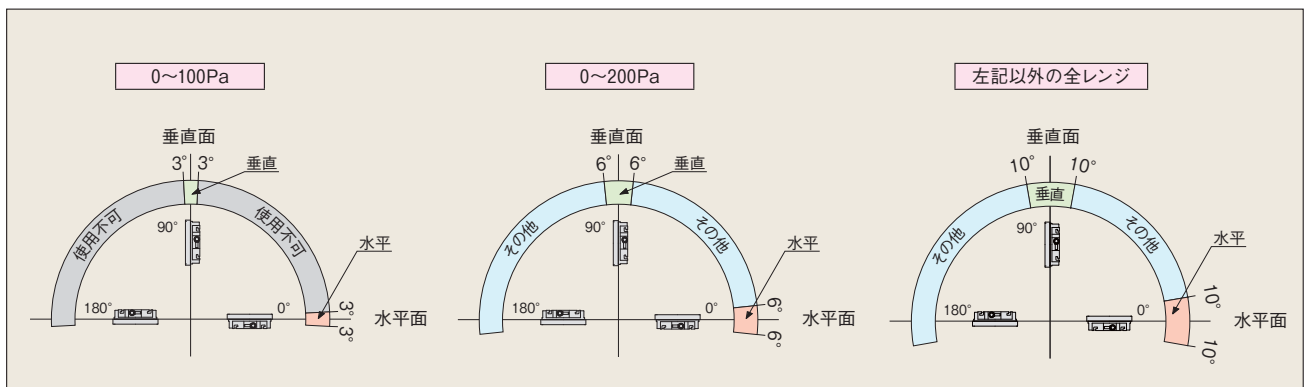 0〜100Pa
垂直面
3°
3°
垂直
使用不可
使用不可
90°
水平
180°
0°
3°
3°
水平面
0〜200Pa
垂直面
6°
6°
垂直
その他
その他
90°
水平
180°
0°
6°
6°
水平面
左記以外の全レンジ
垂直面
10°
10°
垂直
その他
その他
90°
水平
180°
0°
10°
10°
水平面